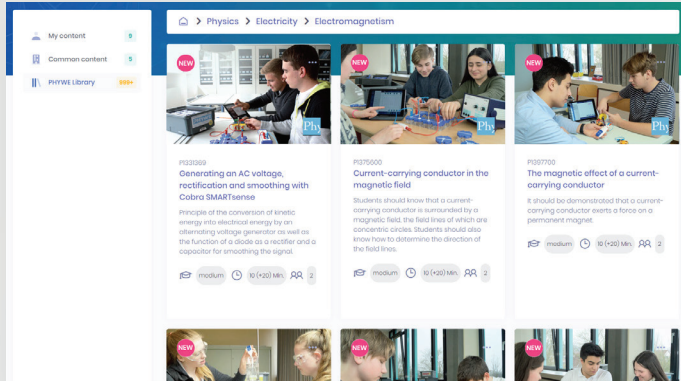 Physics > Electricity > Electromagnetism
My content
Common content 5
PHYWE Library
NEW
Phy
P1331369
Generating an AC voltage,
rectification and smoothing with
Cobra SMARTsense
Principle of the conversion of kinetic
energy into electrical energy by an
alternating voltage generator as well as
the function of a diode as a rectifier and a
capacitor for smoothing the signal.
medium 10 (+20) Min. 2
NEW
Phy
P1375600
Current-carrying conductor in the
magnetic field
Students should know that a current-
carrying conductor is surrounded by a
magnetic field, the field lines of which are
concentric circles. Students should also
know how to determine the direction of
the field lines.
medium 10 (+20) Min. 2
NEW
Phy
P1397700
The magnetic effect of a current-
carrying conductor
It should be demonstrated that a current-
carrying conductor exerts a force on a
permanent magnet.
medium 10 (+20) Min. 2
NEW
NEW
NEW